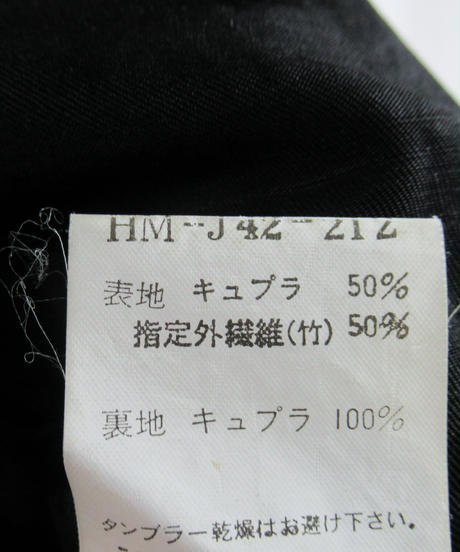 HM-J42-212
表地 キュプラ 50%
指定外繊維(竹) 50%
裏地 キュプラ 100%
タンブラー乾燥はお避け下さい。